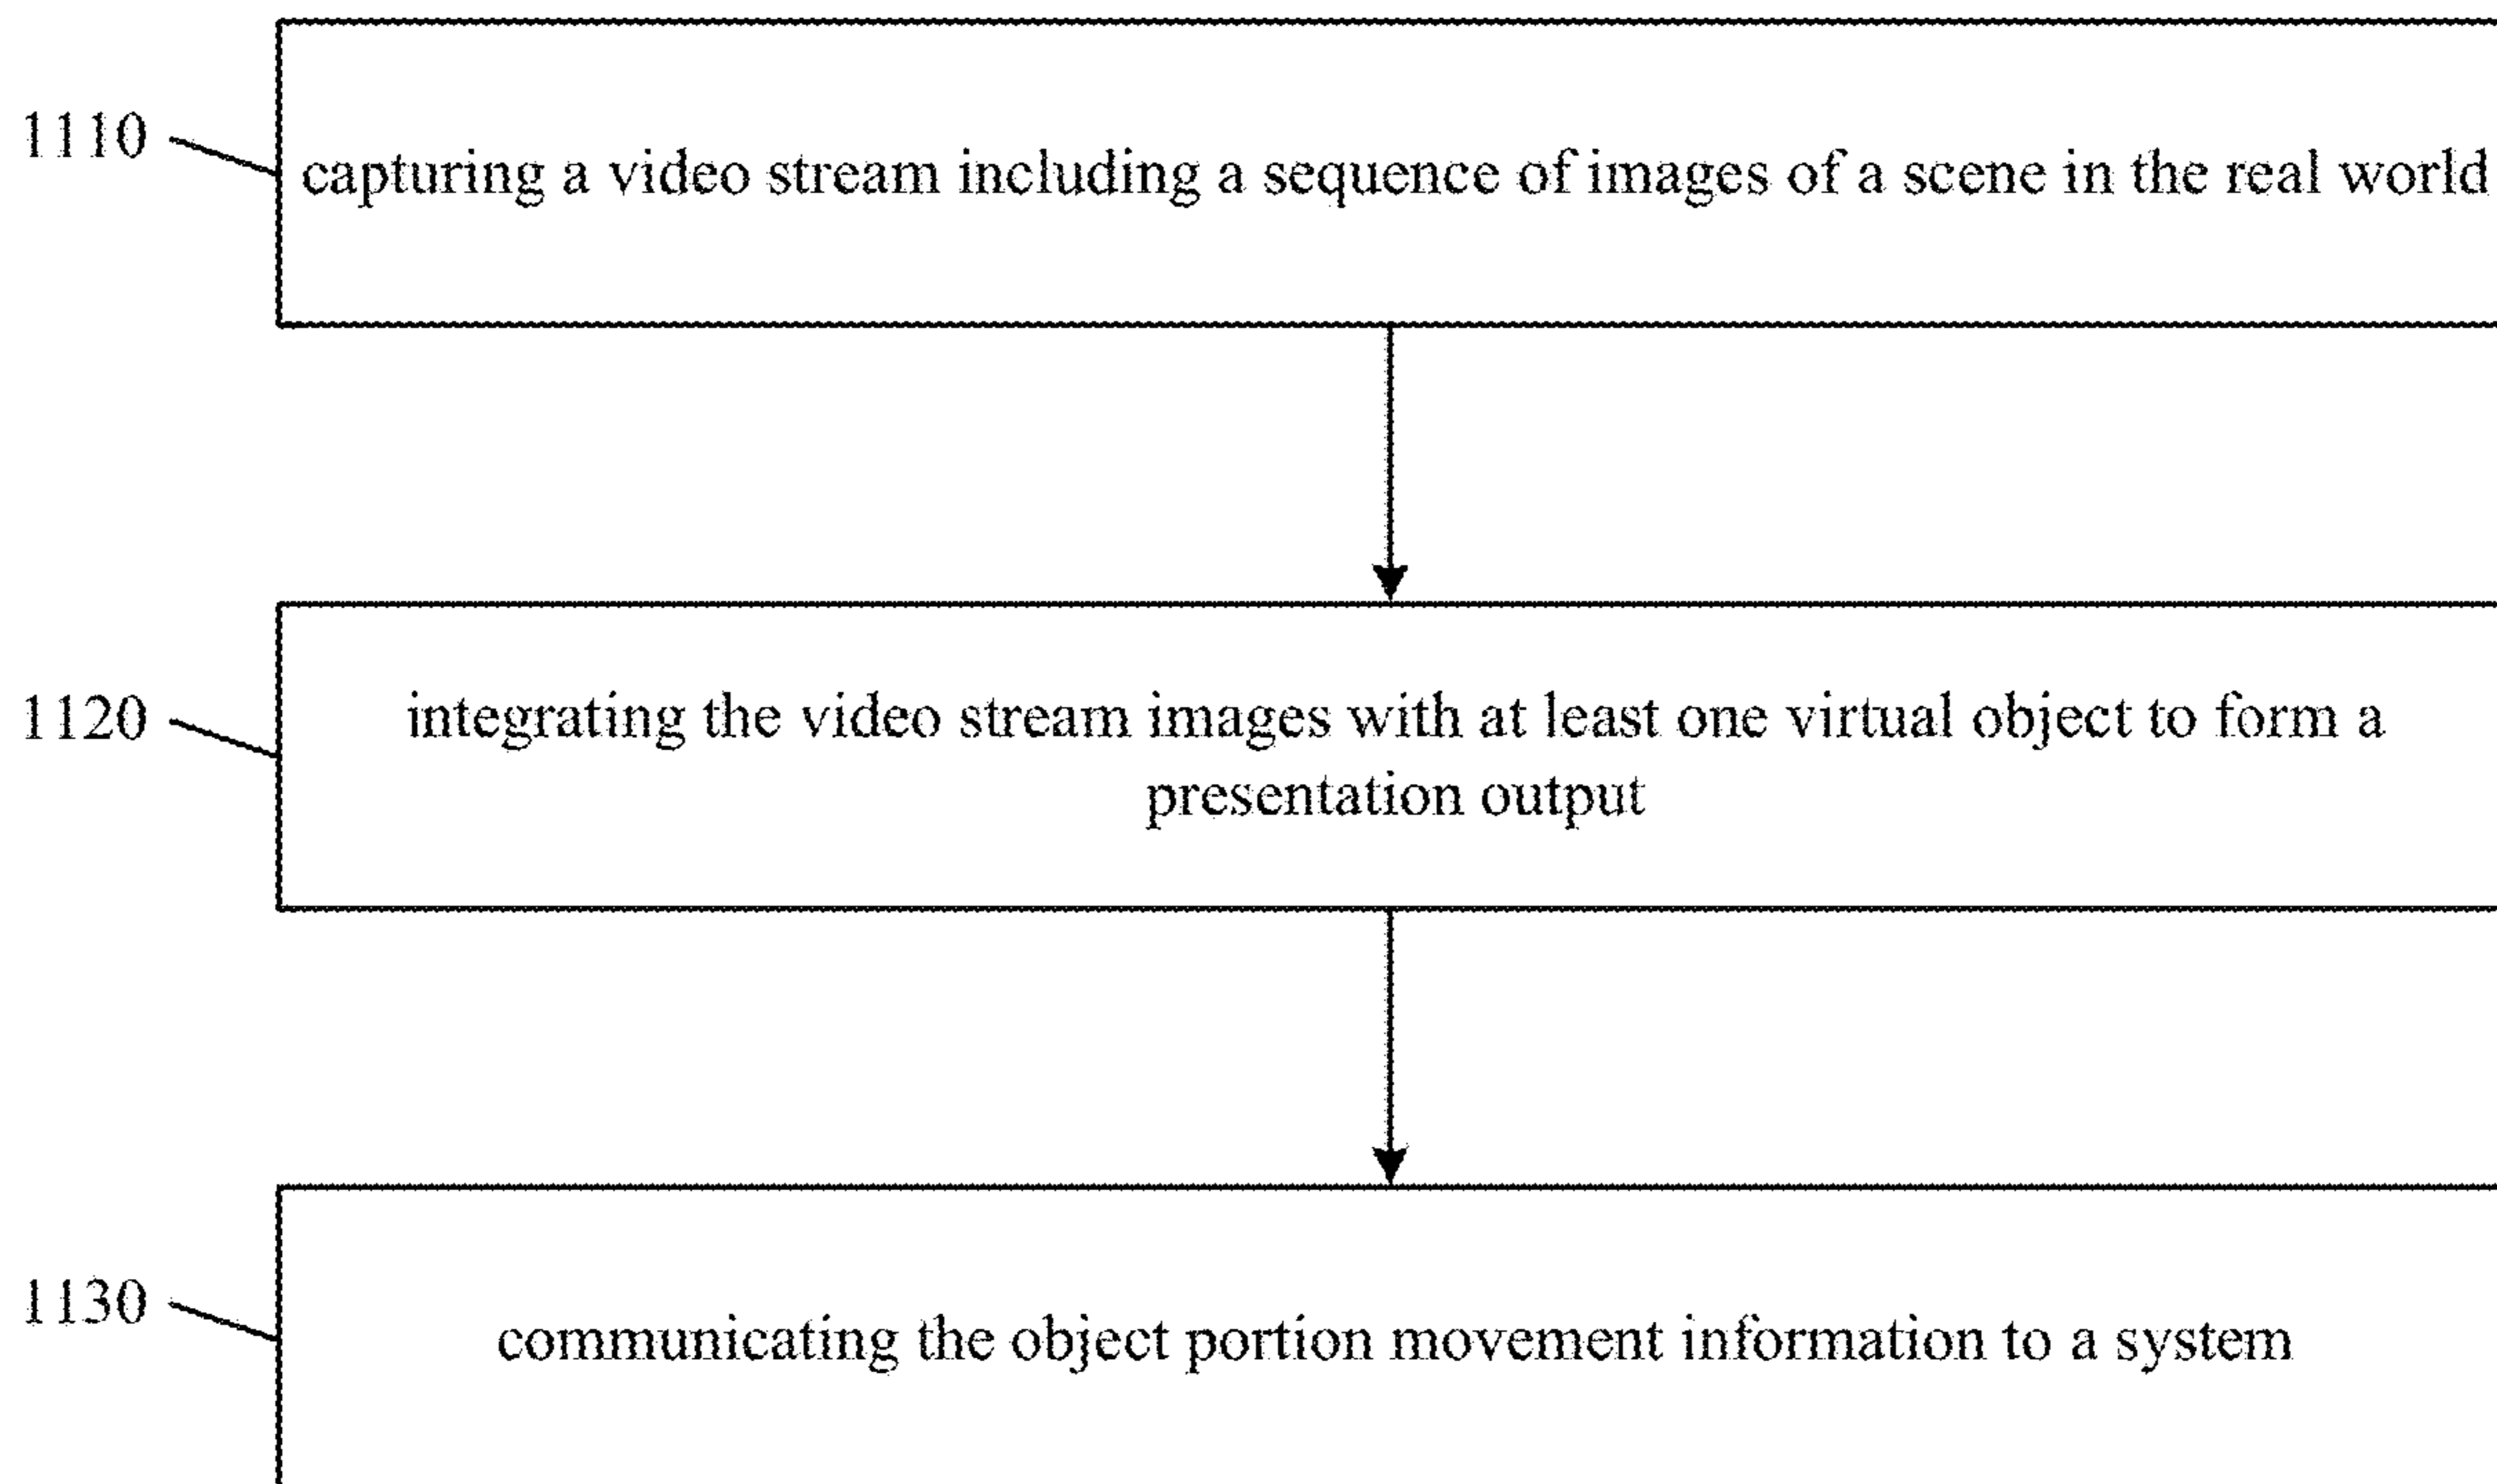 1110
capturing a video stream including a sequence of images of a scene in the real world
1120
integrating the video stream images with at least one virtual object to form a
presentation output
1130
communicating the object portion movement information to a system